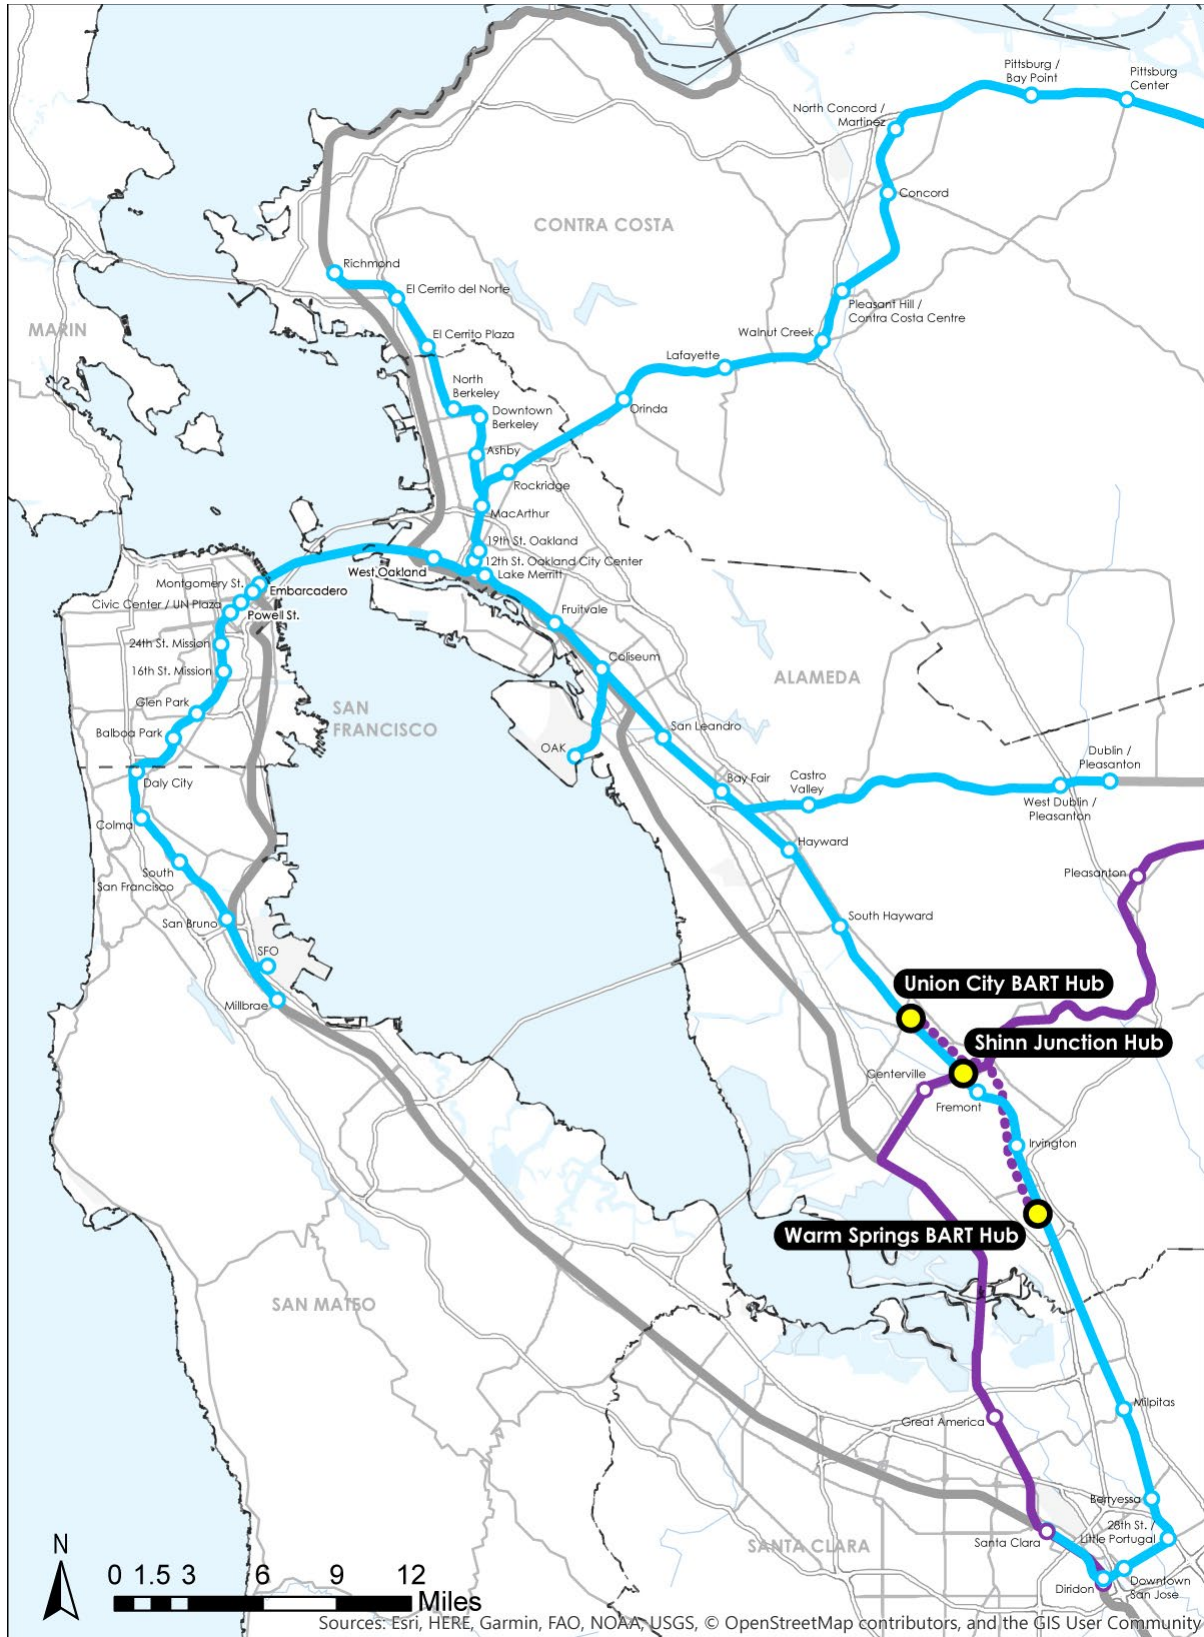 Pittsburg /
Bay Point
Pittsburg
Center
North Concord /
Martinez
Concord
CONTRA COSTA
Richmond
El Cerrito del Norte
Pleasant Hill /
Contra Costa Centre
MARIN
El Cerrito Plaza
Walnut Creek
Lafayette
North
Berkeley
Orinda
Downtown
Berkeley
Ashby
Rockridge
MacArthur
19th St. Oakland
12th St. Oakland City Center
West Oakland
Lake Merritt
Montgomery St.
Embarcadero
Civic Center / UN Plaza
Powell St.
Fruitvale
24th St. Mission
16th St. Mission
Coliseum
ALAMEDA
Glen Park
SAN
FRANCISCO
Balboa Park
San Leandro
OAK
Dublin /
Pleasanton
Daly City
Bay Fair
Castro
Valley
West Dublin /
Pleasanton
Colma
Hayward
South
San Francisco
Pleasanton
San Bruno
South Hayward
SFO
Millbrae
Union City BART Hub
Shinn Junction Hub
Centerville
Fremont
Irvington
Warm Springs BART Hub
SAN MATEO
Milpitas
Great America
Berryessa
28th St. /
Little Portugal
Santa Clara
SANTA CLARA
Downtown
San José
Diridon
N
0 1.5 3 6 9 12
Miles
Sources: Esri, HERE, Garmin, FAO, NOAA, USGS, © OpenStreetMap contributors, and the GIS User Community